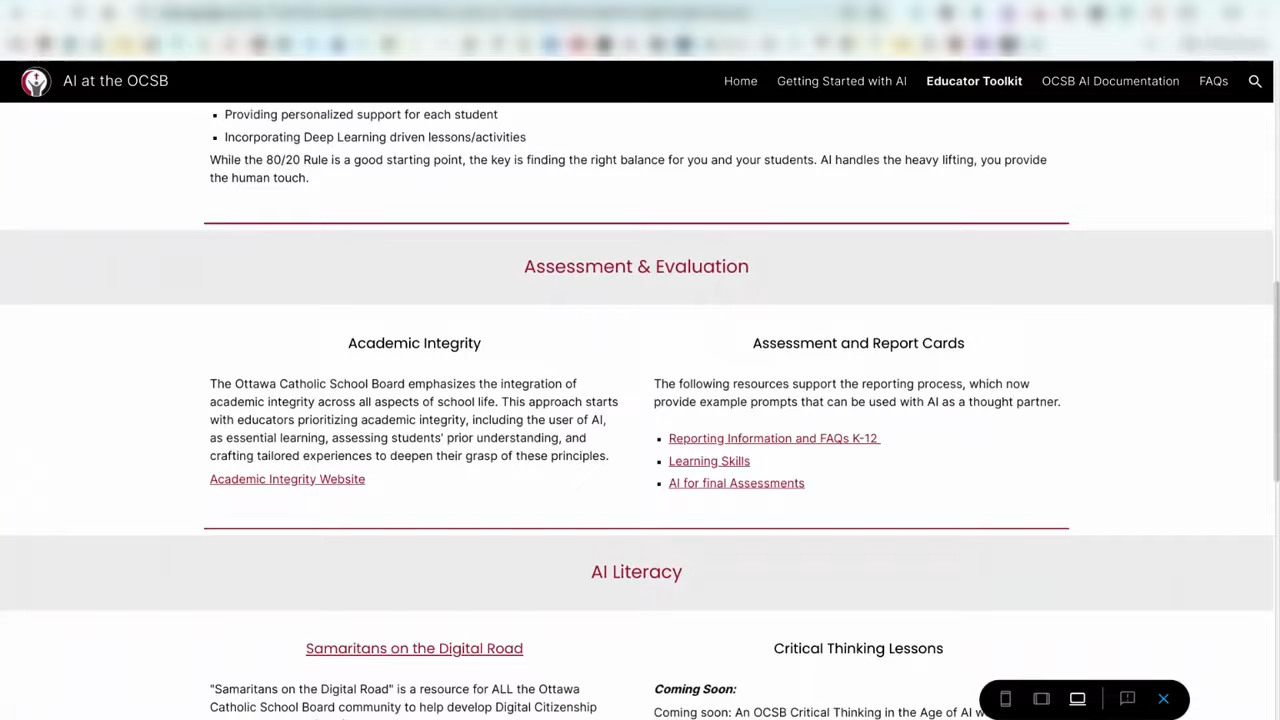 AI at the OCSB
Home Getting Started with AI Educator Toolkit OCSB AI Documentation FAQs
Providing personalized support for each student
Incorporating Deep Learning driven lessons/activities
While the 80/20 Rule is a good starting point, the key is finding the right balance for you and your students. AI handles the heavy lifting, you provide
the human touch.
Assessment & Evaluation
Academic Integrity
The Ottawa Catholic School Board emphasizes the integration of
academic integrity across all aspects of school life. This approach starts
with educators prioritizing academic integrity, including the user of AI,
as essential learning, assessing students' prior understanding, and
crafting tailored experiences to deepen their grasp of these principles.
Academic Integrity Website
Assessment and Report Cards
The following resources support the reporting process, which now
provide example prompts that can be used with AI as a thought partner.
Reporting Information and FAQs K-12
Learning Skills
AI for final Assessments
AI Literacy
Samaritans on the Digital Road
"Samaritans on the Digital Road" is a resource for ALL the Ottawa
Catholic School Board community to help develop Digital Citizenship
Critical Thinking Lessons
Coming Soon:
Coming soon: An OCSB Critical Thinking in the Age of AI